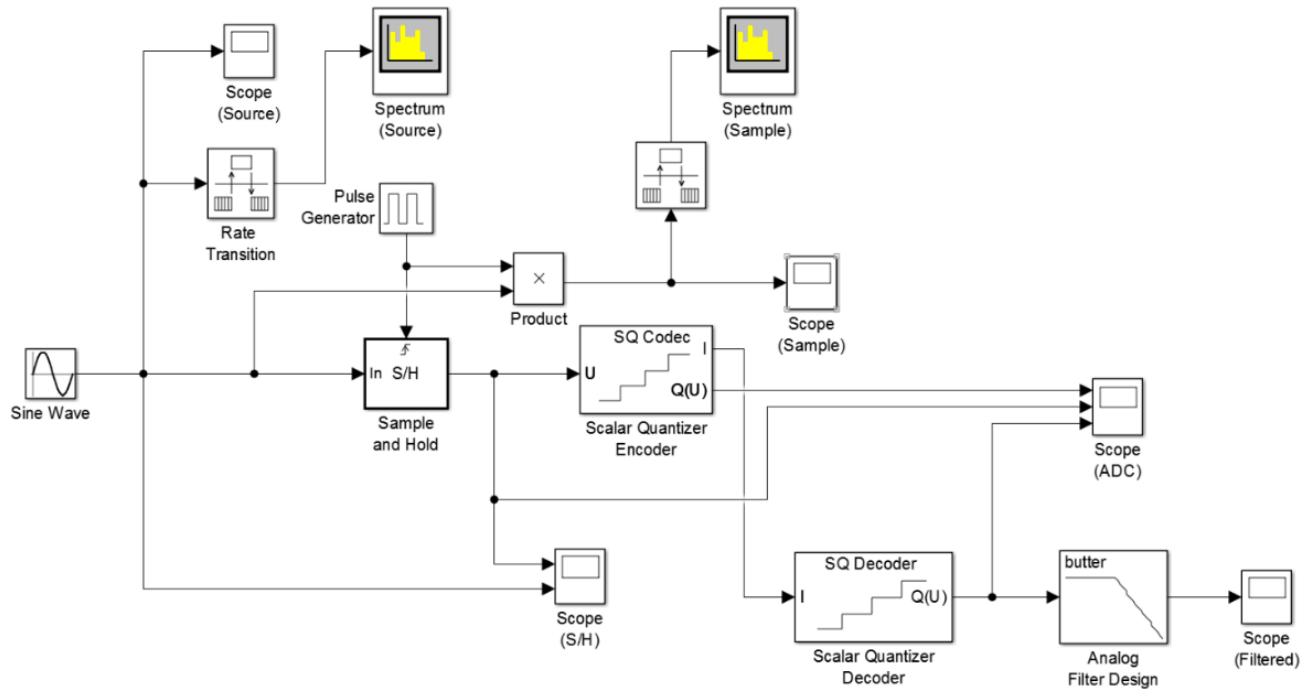 Scope
(Source)
Spectrum
(Source)
Spectrum
(Sample)
Rate
Transition
Pulse
Generator
×
Product
Scope
(Sample)
Sine Wave
In S/H
Sample
and Hold
SQ Codec
U
I
Q(U)
Scalar Quantizer
Encoder
Scope
(ADC)
Scope
(S/H)
SQ Decoder
I
Q(U)
Scalar Quantizer
Decoder
butter
Analog
Filter Design
Scope
(Filtered)